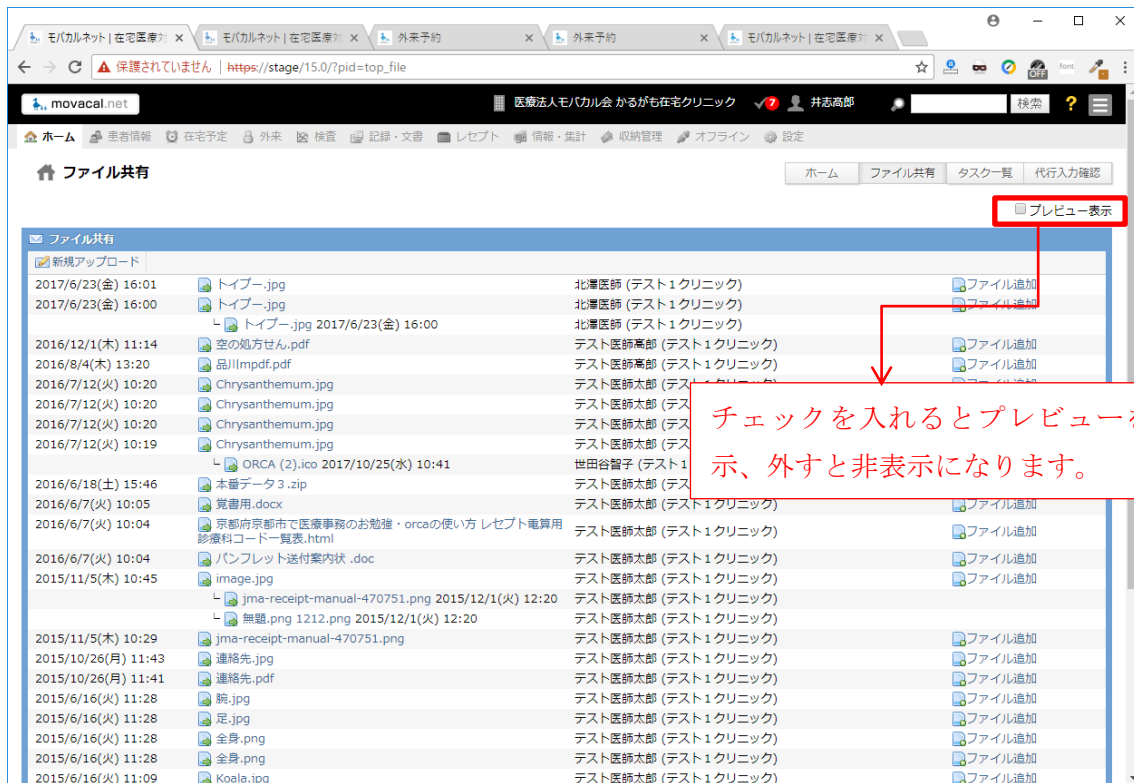 モバカルネット | 在宅医療対 モバカルネット | 在宅医療対 外来予約 外来予約 モバカルネット | 在宅医療対
保護されていません | https://stage/15.0/?pid=top_file OFF font
movacal.net 医療法人モバカル会 かるがも在宅クリニック 7 井志高郎 検索 ?
ホーム 患者情報 在宅予定 外来 検査 記録・文書 レセプト 情報・集計 収納管理 オフライン 設定
ファイル共有 ホーム ファイル共有 タスク一覧 代行入力確認
プレビュー表示
ファイル共有
新規アップロード
2017/6/23(金) 16:01 トイプー.jpg 北澤医師 (テスト1クリニック) ファイル追加
2017/6/23(金) 16:00 トイプー.jpg 北澤医師 (テスト1クリニック) ファイル追加
└ トイプー.jpg 2017/6/23(金) 16:00 北澤医師 (テスト1クリニック)
2016/12/1(木) 11:14 空の処方せん.pdf テスト医師高郎 (テスト1クリニック) ファイル追加
2016/8/4(木) 13:20 品川mpdf.pdf テスト医師高郎 (テスト1クリニック) ファイル追加
2016/7/12(火) 10:20 Chrysanthemum.jpg テスト医師太郎 (テス
2016/7/12(火) 10:20 Chrysanthemum.jpg テスト医師太郎 (テス
2016/7/12(火) 10:20 Chrysanthemum.jpg テスト医師太郎 (テス
2016/7/12(火) 10:19 Chrysanthemum.jpg テスト医師太郎 (テス
└ ORCA (2).ico 2017/10/25(水) 10:41 世田谷智子 (テスト1
2016/6/18(土) 15:46 本番データ3.zip テスト医師太郎 (テス
チェックを入れるとプレビューを
示、外すと非表示になります。
2016/6/7(火) 10:05 覚書用.docx テスト医師太郎 (テスト1クリニック) ファイル追加
2016/6/7(火) 10:04 京都府京都市で医療事務のお勉強・orcaの使い方 レセプト電算用
診療科コード一覧表.html テスト医師太郎 (テスト1クリニック) ファイル追加
2016/6/7(火) 10:04 パンフレット送付案内状 .doc テスト医師太郎 (テスト1クリニック) ファイル追加
2015/11/5(木) 10:45 image.jpg テスト医師太郎 (テスト1クリニック) ファイル追加
└ jma-receipt-manual-470751.png 2015/12/1(火) 12:20 テスト医師太郎 (テスト1クリニック)
└ 無題.png 1212.png 2015/12/1(火) 12:20 テスト医師太郎 (テスト1クリニック)
2015/11/5(木) 10:29 jma-receipt-manual-470751.png テスト医師太郎 (テスト1クリニック) ファイル追加
2015/10/26(月) 11:43 連絡先.jpg テスト医師太郎 (テスト1クリニック) ファイル追加
2015/10/26(月) 11:41 連絡先.pdf テスト医師太郎 (テスト1クリニック) ファイル追加
2015/6/16(火) 11:28 腕.jpg テスト医師太郎 (テスト1クリニック) ファイル追加
2015/6/16(火) 11:28 足.jpg テスト医師太郎 (テスト1クリニック) ファイル追加
2015/6/16(火) 11:28 全身.png テスト医師太郎 (テスト1クリニック) ファイル追加
2015/6/16(火) 11:28 全身.png テスト医師太郎 (テスト1クリニック) ファイル追加
2015/6/16(火) 11:09 Koala.jpg テスト医師太郎 (テスト1クリニック) ファイル追加